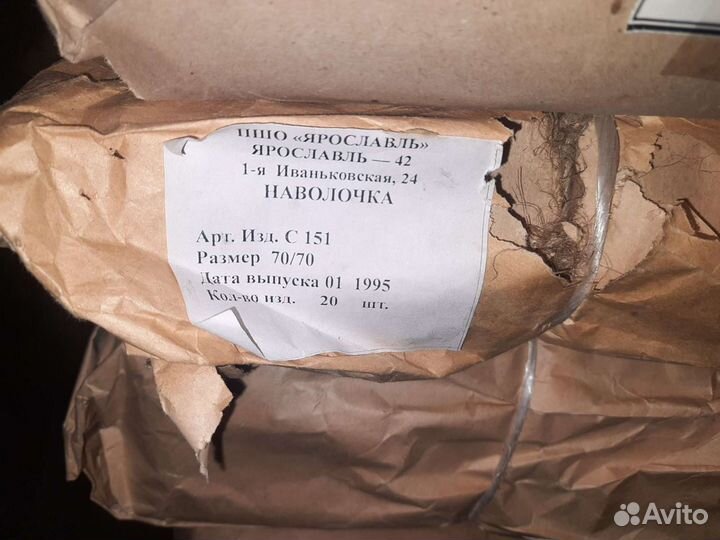 ПШО «ЯРОСЛАВЛЬ»
ЯРОСЛАВЛЬ — 42
1-я Иваньковская, 24
НАВОЛОЧКА
Арт. Изд. С 151
Размер 70/70
Дата выпуска 01 1995
Кол-во изд. 20 шт.
Avito